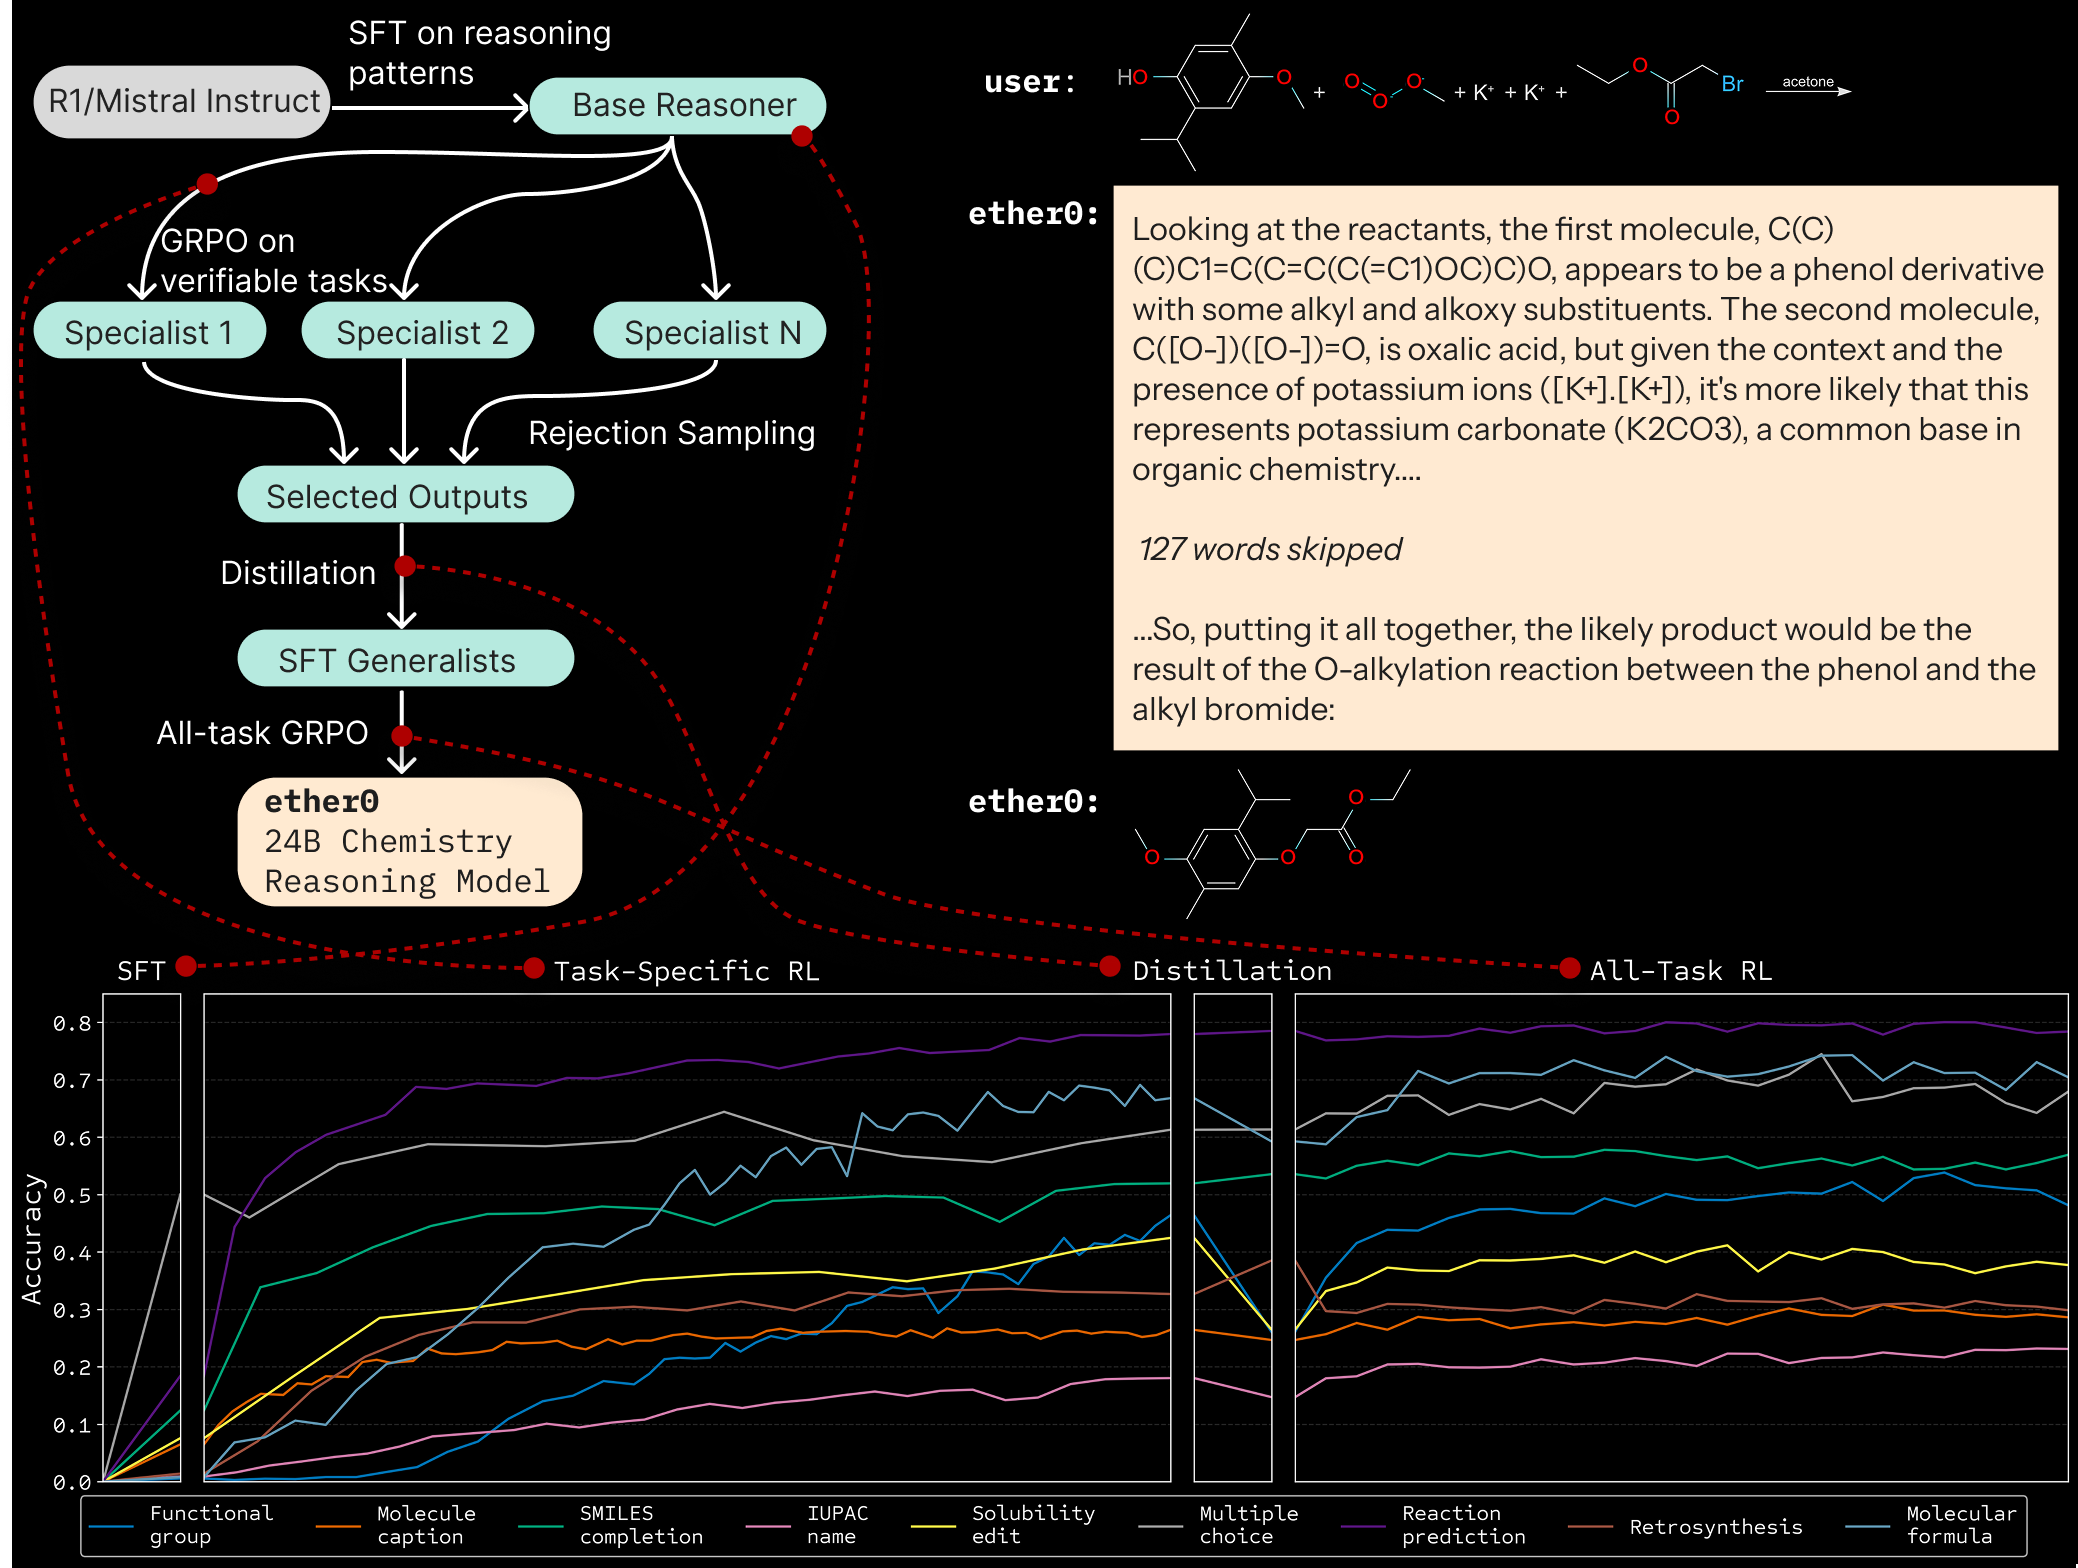 SFT on reasoning
patterns
R1/Mistral Instruct
Base Reasoner
GRPO on
verifiable tasks
Specialist 1
Specialist 2
Specialist N
Rejection Sampling
Selected Outputs
Distillation
SFT Generalists
All-task GRPO
ether0
24B Chemistry
Reasoning Model
user:
HO
O
+
O
O
O
+ K+ + K+ +
O
O
Br
acetone
ether0:
Looking at the reactants, the first molecule, C(C)
(C)C1=C(C=C(C(=C1)OC)C)O, appears to be a phenol derivative
with some alkyl and alkoxy substituents. The second molecule,
C([O-])([O-])=O, is oxalic acid, but given the context and the
presence of potassium ions ([K+].[K+]), it's more likely that this
represents potassium carbonate (K2CO3), a common base in
organic chemistry....
127 words skipped
...So, putting it all together, the likely product would be the
result of the O-alkylation reaction between the phenol and the
alkyl bromide:
ether0:
O
O
O
O
SFT
Task-Specific RL
Distillation
All-Task RL
Accuracy
0.8
0.7
0.6
0.5
0.4
0.3
0.2
0.1
0.0
Functional
group
Molecule
caption
SMILES
completion
IUPAC
name
Solubility
edit
Multiple
choice
Reaction
prediction
Retrosynthesis
Molecular
formula